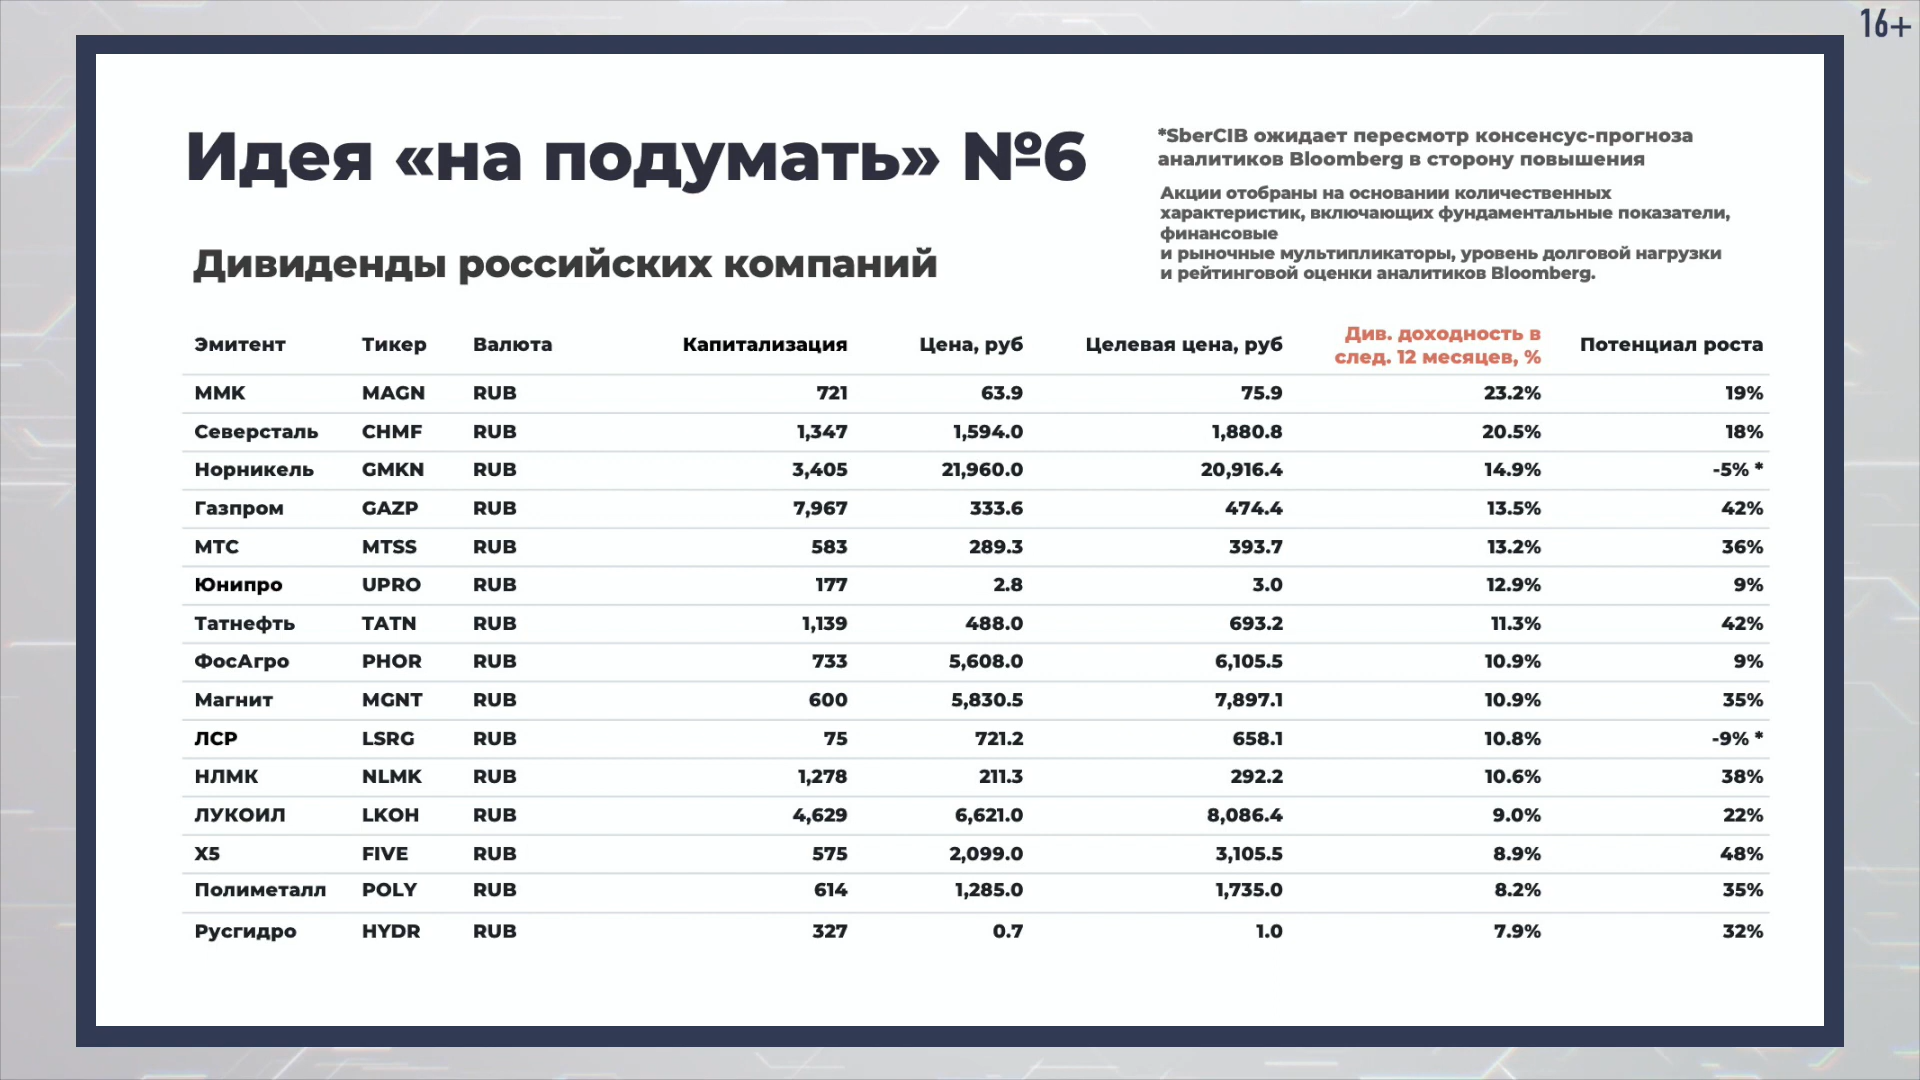 16+
Идея «на подумать» №6
*SberCIB ожидает пересмотр консенсус-прогноза
аналитиков Bloomberg в сторону повышения
Акции отобраны на основании количественных
характеристик, включающих фундаментальные показатели,
финансовые
и рыночные мультипликаторы, уровень долговой нагрузки
и рейтинговой оценки аналитиков Bloomberg.
Дивиденды российских компаний
Эмитент Тикер Валюта Капитализация Цена, руб Целевая цена, руб Див. доходность в след. 12 месяцев, % Потенциал роста
ММК MAGN RUB 721 63.9 75.9 23.2% 19%
Северсталь CHMF RUB 1,347 1,594.0 1,880.8 20.5% 18%
Норникель GMKN RUB 3,405 21,960.0 20,916.4 14.9% -5% *
Газпром GAZP RUB 7,967 333.6 474.4 13.5% 42%
МТС MTSS RUB 583 289.3 393.7 13.2% 36%
Юнипро UPRO RUB 177 2.8 3.0 12.9% 9%
Татнефть TATN RUB 1,139 488.0 693.2 11.3% 42%
ФосАгро PHOR RUB 733 5,608.0 6,105.5 10.9% 9%
Магнит MGNT RUB 600 5,830.5 7,897.1 10.9% 35%
ЛСР LSRG RUB 75 721.2 658.1 10.8% -9% *
НЛМК NLMK RUB 1,278 211.3 292.2 10.6% 38%
ЛУКОИЛ LKOH RUB 4,629 6,621.0 8,086.4 9.0% 22%
X5 FIVE RUB 575 2,099.0 3,105.5 8.9% 48%
Полиметалл POLY RUB 614 1,285.0 1,735.0 8.2% 35%
Русгидро HYDR RUB 327 0.7 1.0 7.9% 32%